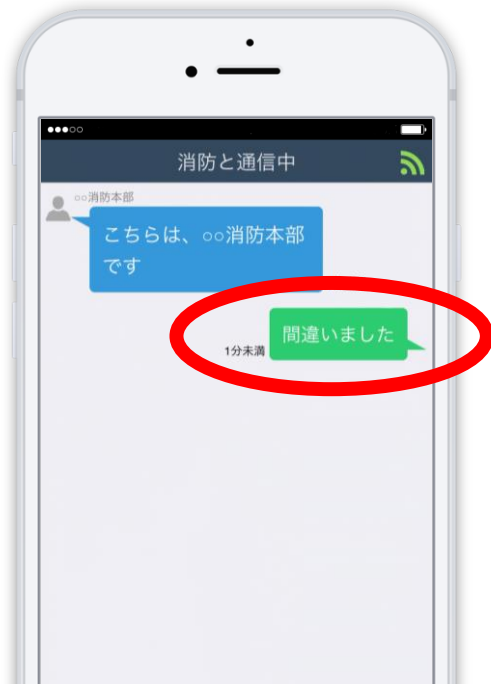 消防と通信中
○○消防本部
こちらは、○○消防本部
です
間違いました
1分未満